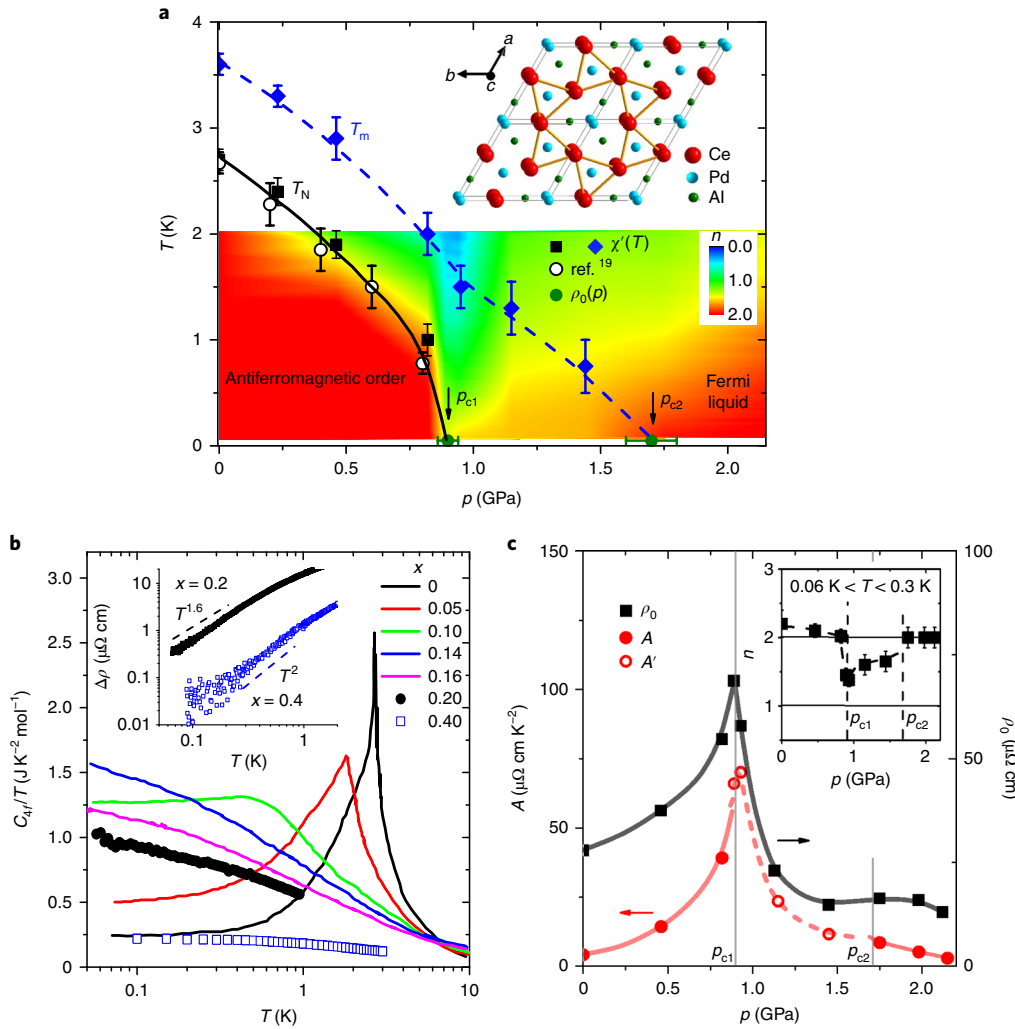 a
4
3
2
1
0
T (K)
0
0.5
1.0
1.5
2.0
p (GPa)
T_m
T_N
a
b
c
Ce
Pd
Al
χ′(T)
ref. 19
ρ_0(p)
n
0.0
1.0
2.0
Antiferromagnetic order
Fermi
liquid
p_c1
p_c2
b
3.0
2.5
2.0
1.5
1.0
0.5
0
C_4f/T (J K^−2 mol^−1)
0.1
1
10
T (K)
x
0
0.05
0.10
0.14
0.16
0.20
0.40
10
1
0.1
0.01
Δρ (μΩ cm)
0.1
1
T (K)
x = 0.2
T^1.6
T^2
x = 0.4
c
150
100
50
0
A (μΩ cm K^−2)
100
50
0
ρ_0 (μΩ cm)
0
0.5
1.0
1.5
2.0
p (GPa)
ρ_0
A
A′
p_c1
p_c2
0.06 K < T < 0.3 K
3
2
1
n
p_c1
p_c2
0
1
2
p (GPa)